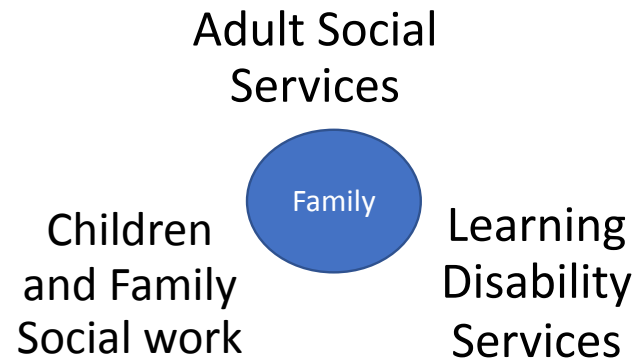 Adult Social
Services
Family
Children
and Family
Social work
Learning
Disability
Services